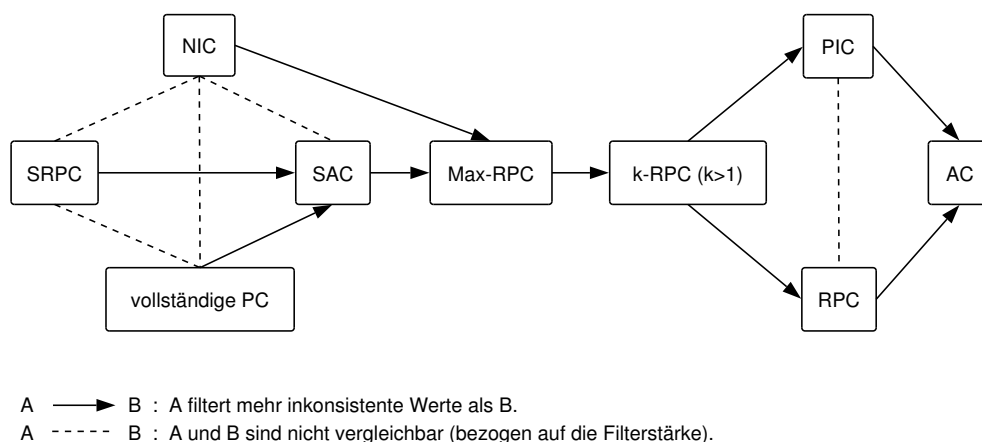 NIC
PIC
SRPC
SAC
Max-RPC
k-RPC (k>1)
AC
vollständige PC
RPC
A B : A filtert mehr inkonsistente Werte als B.
A B : A und B sind nicht vergleichbar (bezogen auf die Filterstärke).